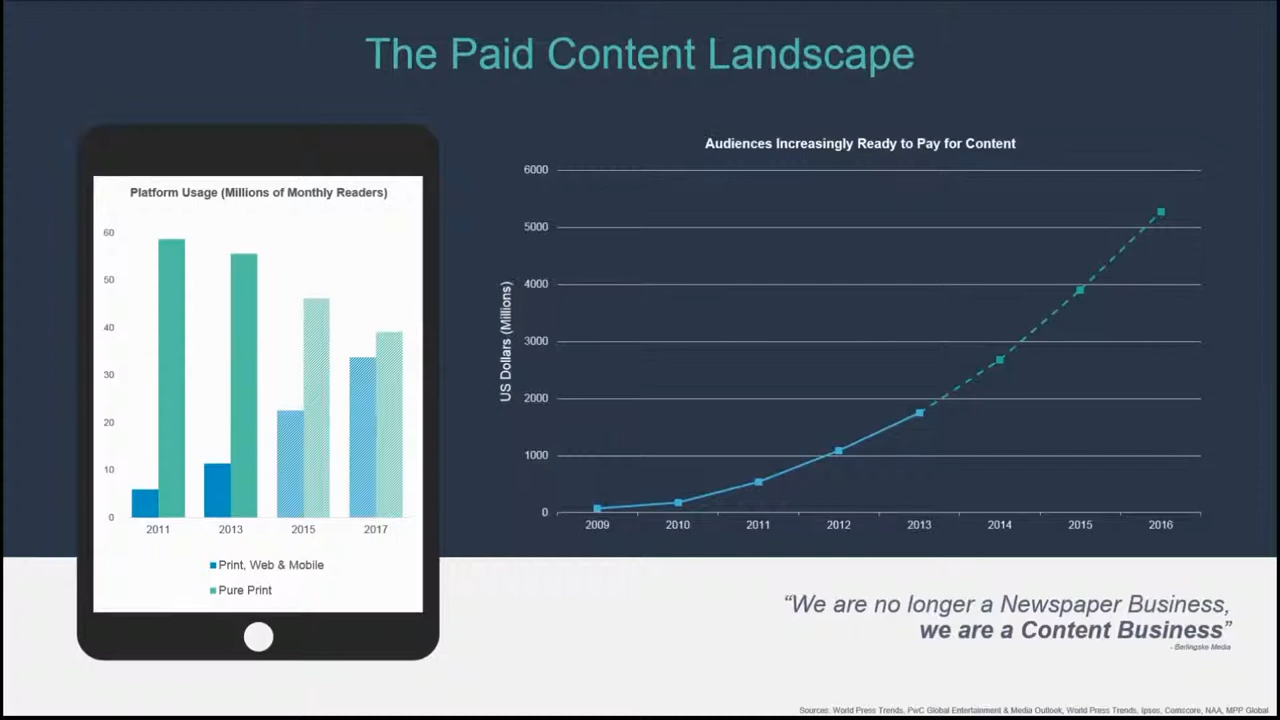 The Paid Content Landscape
Platform Usage (Millions of Monthly Readers)
60
50
40
30
20
10
0
2011 2013 2015 2017
Print, Web & Mobile
Pure Print
Audiences Increasingly Ready to Pay for Content
US Dollars (Millions)
6000
5000
4000
3000
2000
1000
0
2009 2010 2011 2012 2013 2014 2015 2016
“We are no longer a Newspaper Business,
we are a Content Business”
- Berlingske Media
Sources: World Press Trends, PwC Global Entertainment & Media Outlook, World Press Trends, Ipsos, Comscore, NAA, MPP Global